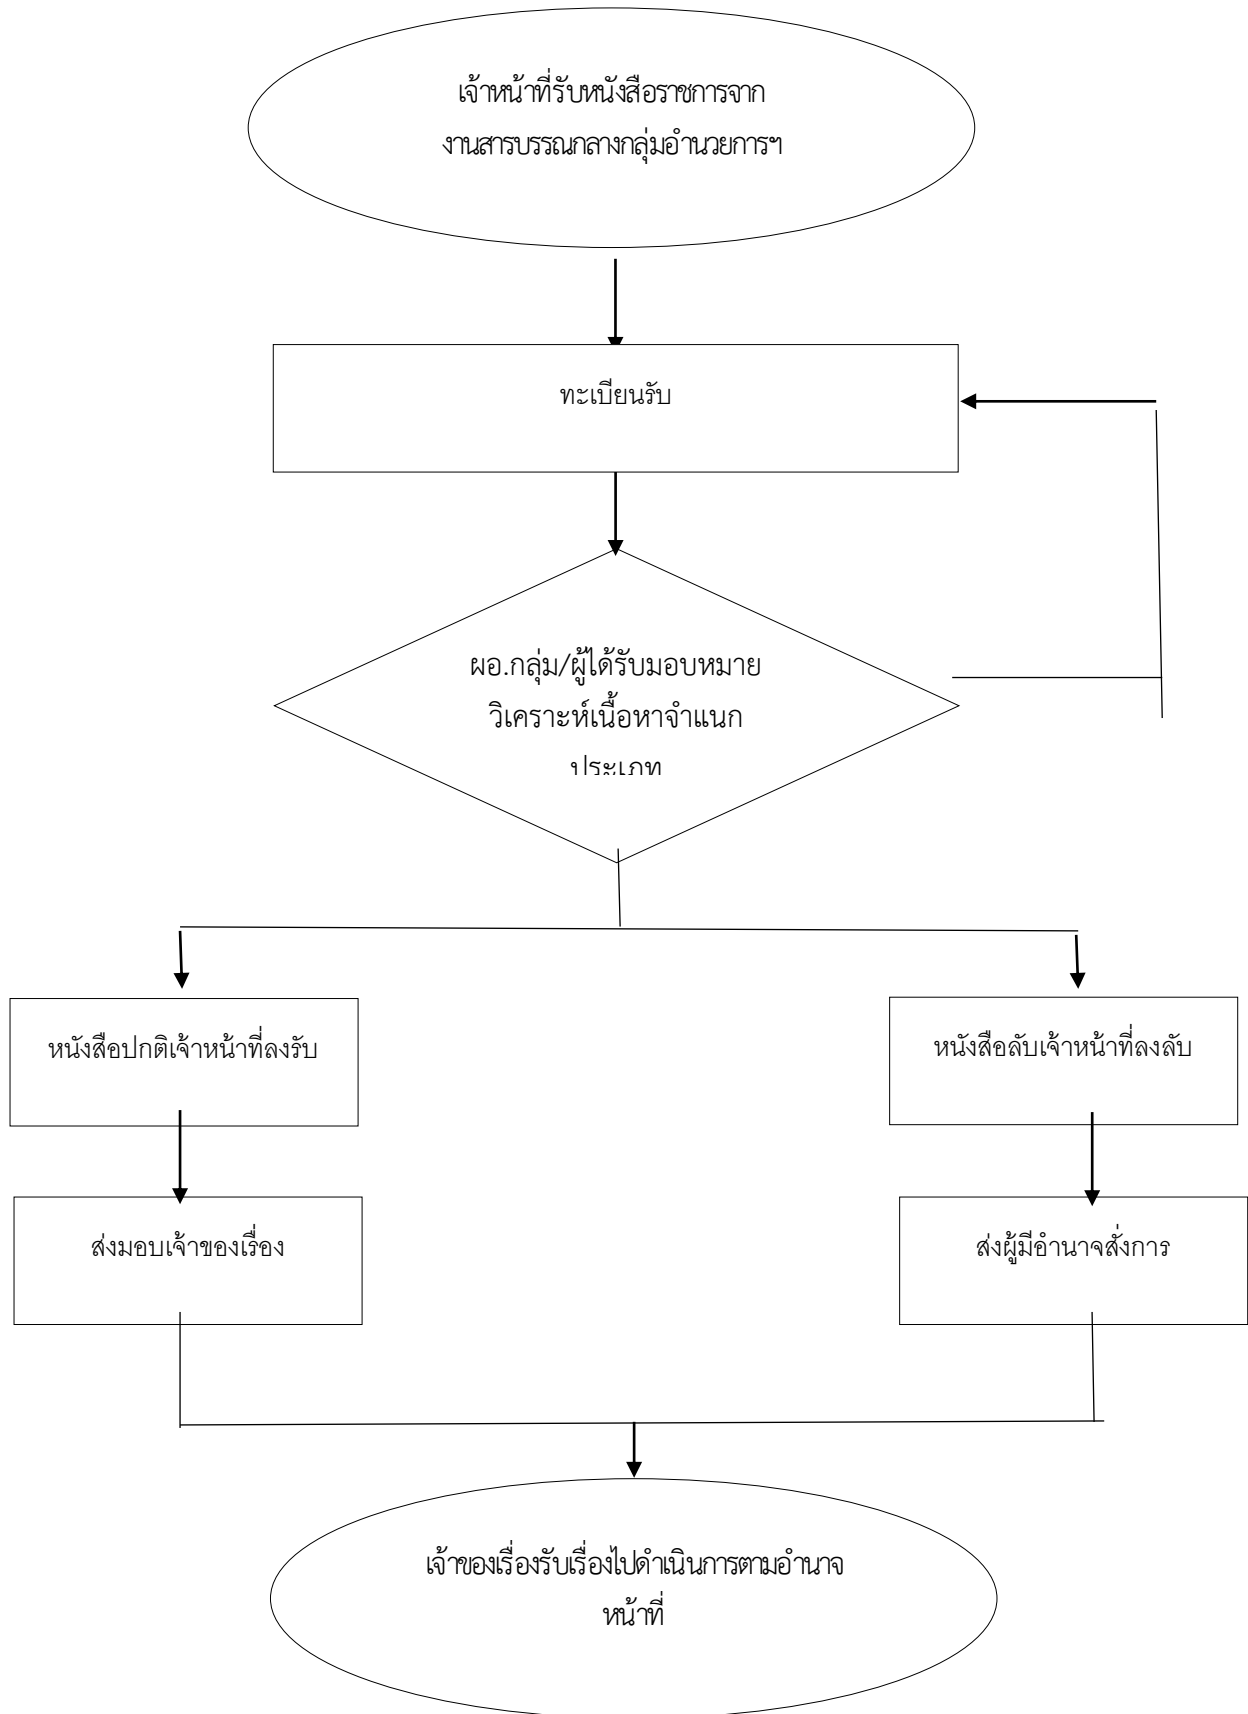 เจ้าหน้าที่รับหนังสือราชการจาก
งานสารบรรณกลางกลุ่มอำนวยการฯ
ทะเบียนรับ
ผอ.กลุ่ม/ผู้ได้รับมอบหมาย
วิเคราะห์เนื้อหาจำแนก
ประเภท
หนังสือปกติเจ้าหน้าที่ลงรับ
หนังสือลับเจ้าหน้าที่ลงลับ
ส่งมอบเจ้าของเรื่อง
ส่งผู้มีอำนาจสั่งการ
เจ้าของเรื่องรับเรื่องไปดำเนินการตามอำนาจ
หน้าที่